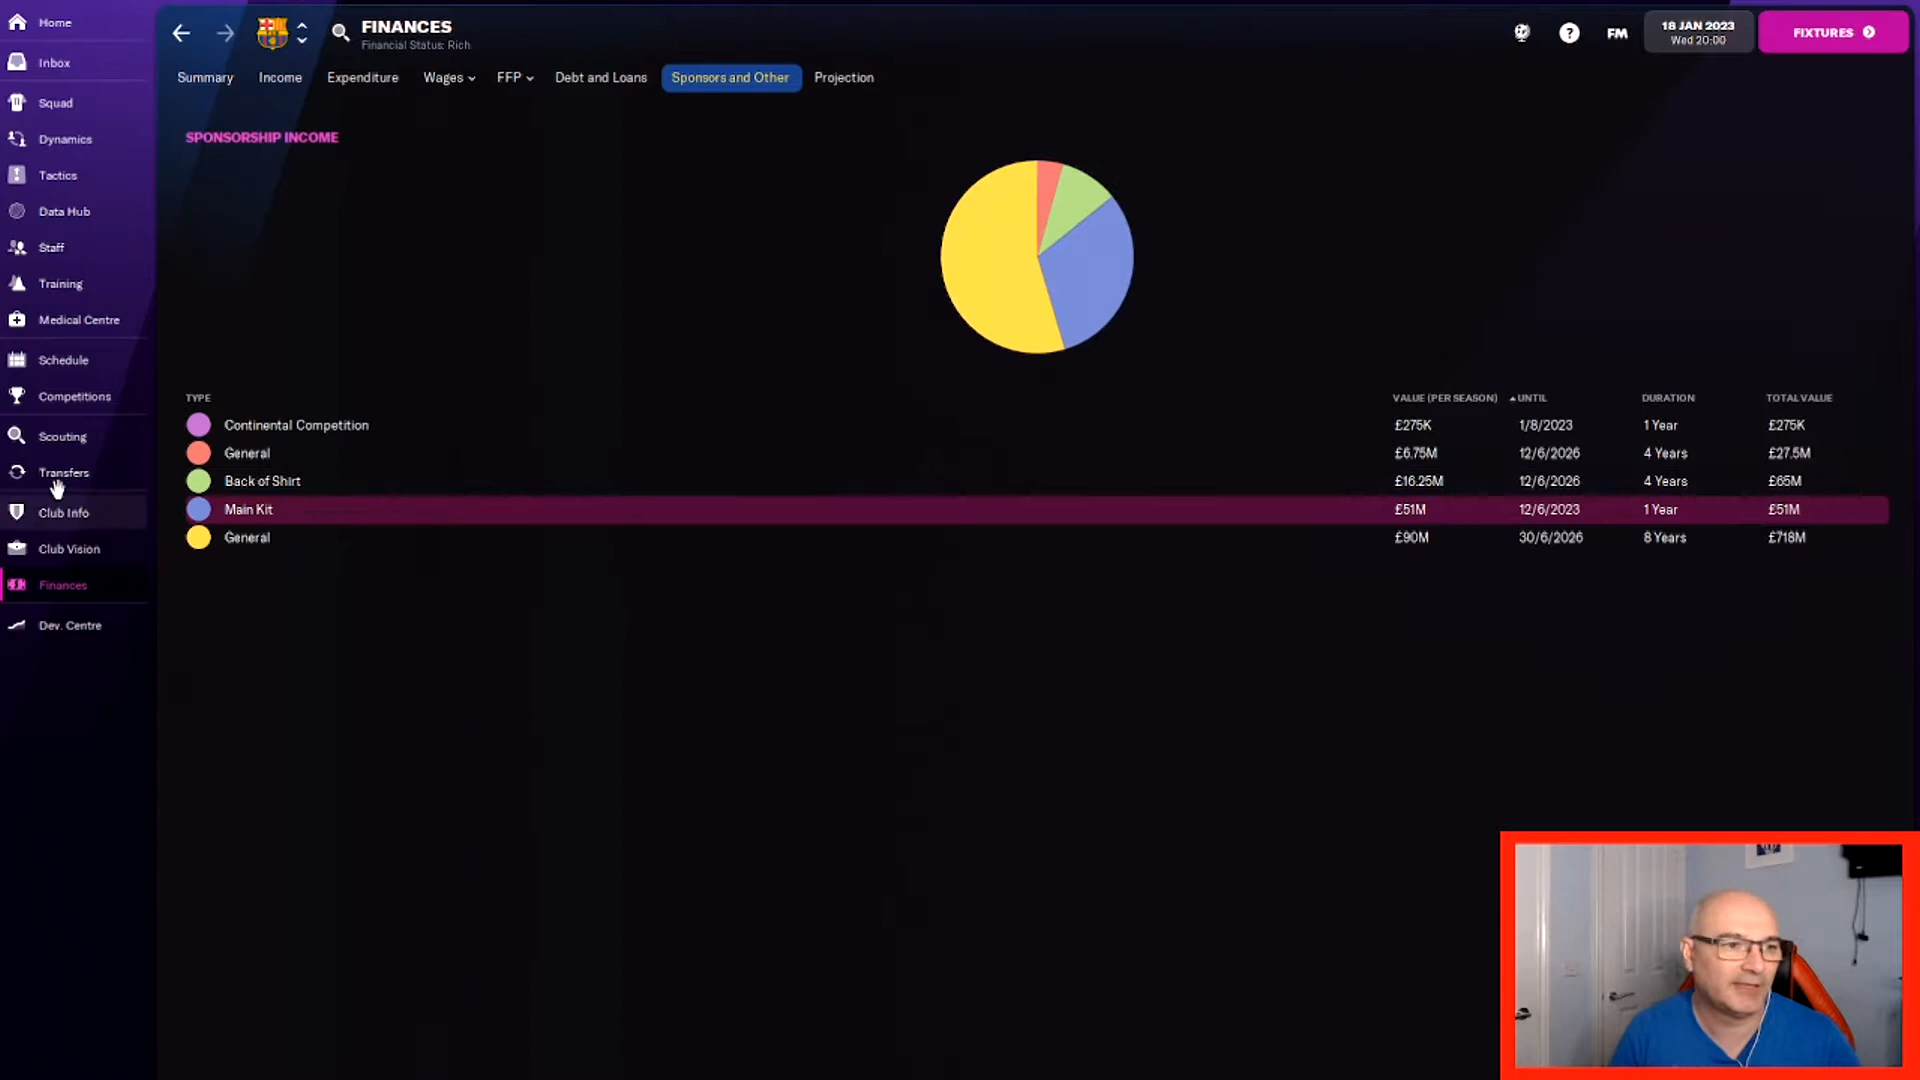 Home
Inbox
Squad
Dynamics
Tactics
Data Hub
Staff
Training
Medical Centre
Schedule
Competitions
Scouting
Transfers
Club Info
Club Vision
Finances
Dev. Centre
FINANCES
Financial Status: Rich
? FM 18 JAN 2023 FIXTURES
Wed 20:00
Summary Income Expenditure Wages FFP Debt and Loans Sponsors and Other Projection
SPONSORSHIP INCOME
TYPE VALUE (PER SEASON) UNTIL DURATION TOTAL VALUE
Continental Competition £275K 1/8/2023 1 Year £275K
General £6.75M 12/6/2026 4 Years £27.5M
Back of Shirt £16.25M 12/6/2026 4 Years £65M
Main Kit £51M 12/6/2023 1 Year £51M
General £90M 30/6/2026 8 Years £718M